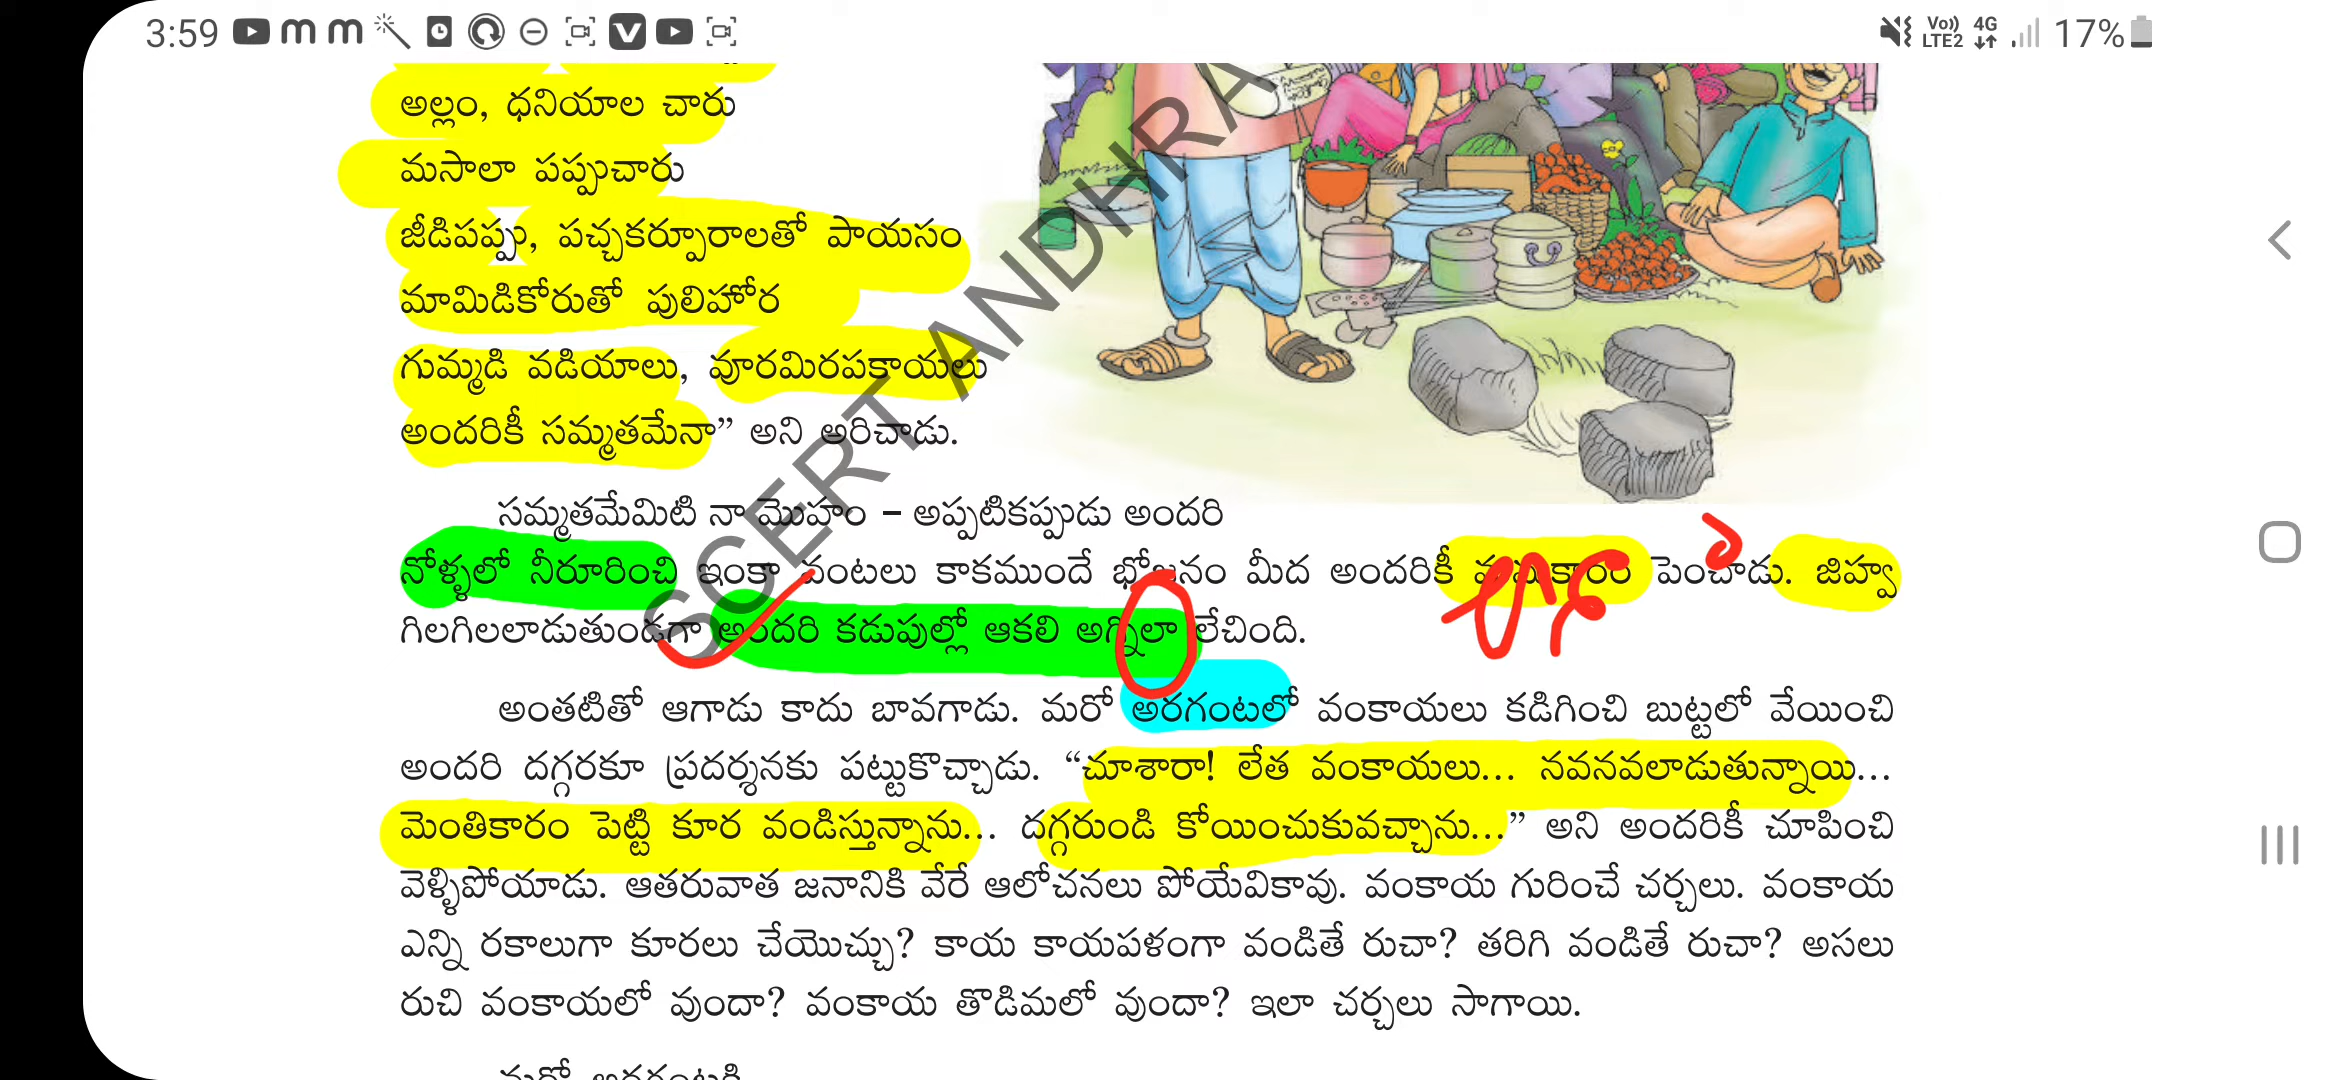 3:59
Vo)) LTE2 4G 17%
అల్లం, ధనియాల చారు
మసాలా పప్పుచారు
జీడిపప్పు, పచ్చకర్పూరాలతో పాయసం
మామిడికోరుతో పులిహోర
గుమ్మడి వడియాలు, వూరమిరపకాయలు
అందరికీ సమ్మతమేనా” అని అరిచాడు.
SCERT ANDHRA
సమ్మతమేమిటి నా మొహం – అప్పటికప్పుడు అందరి
నోళ్ళలో నీరూరించి ఇంకా వంటలు కాకముందే భోజనం మీద అందరికీ మమకారం పెంచాడు. జిహ్వ
గిలగిలలాడుతుండగా అందరి కడుపుల్లో ఆకలి అగ్నిలా లేచింది.
అంతటితో ఆగాడు కాదు బావగాడు. మరో అరగంటలో వంకాయలు కడిగించి బుట్టలో వేయించి
అందరి దగ్గరకూ ప్రదర్శనకు పట్టుకొచ్చాడు. “చూశారా! లేత వంకాయలు... నవనవలాడుతున్నాయి...
మెంతికారం పెట్టి కూర వండిస్తున్నాను... దగ్గరుండి కోయించుకువచ్చాను...” అని అందరికీ చూపించి
వెళ్ళిపోయాడు. ఆతరువాత జనానికి వేరే ఆలోచనలు పోయేవికావు. వంకాయ గురించే చర్చలు. వంకాయ
ఎన్ని రకాలుగా కూరలు చేయొచ్చు? కాయ కాయపళంగా వండితే రుచా? తరిగి వండితే రుచా? అసలు
రుచి వంకాయలో వుందా? వంకాయ తొడిమలో వుందా? ఇలా చర్చలు సాగాయి.